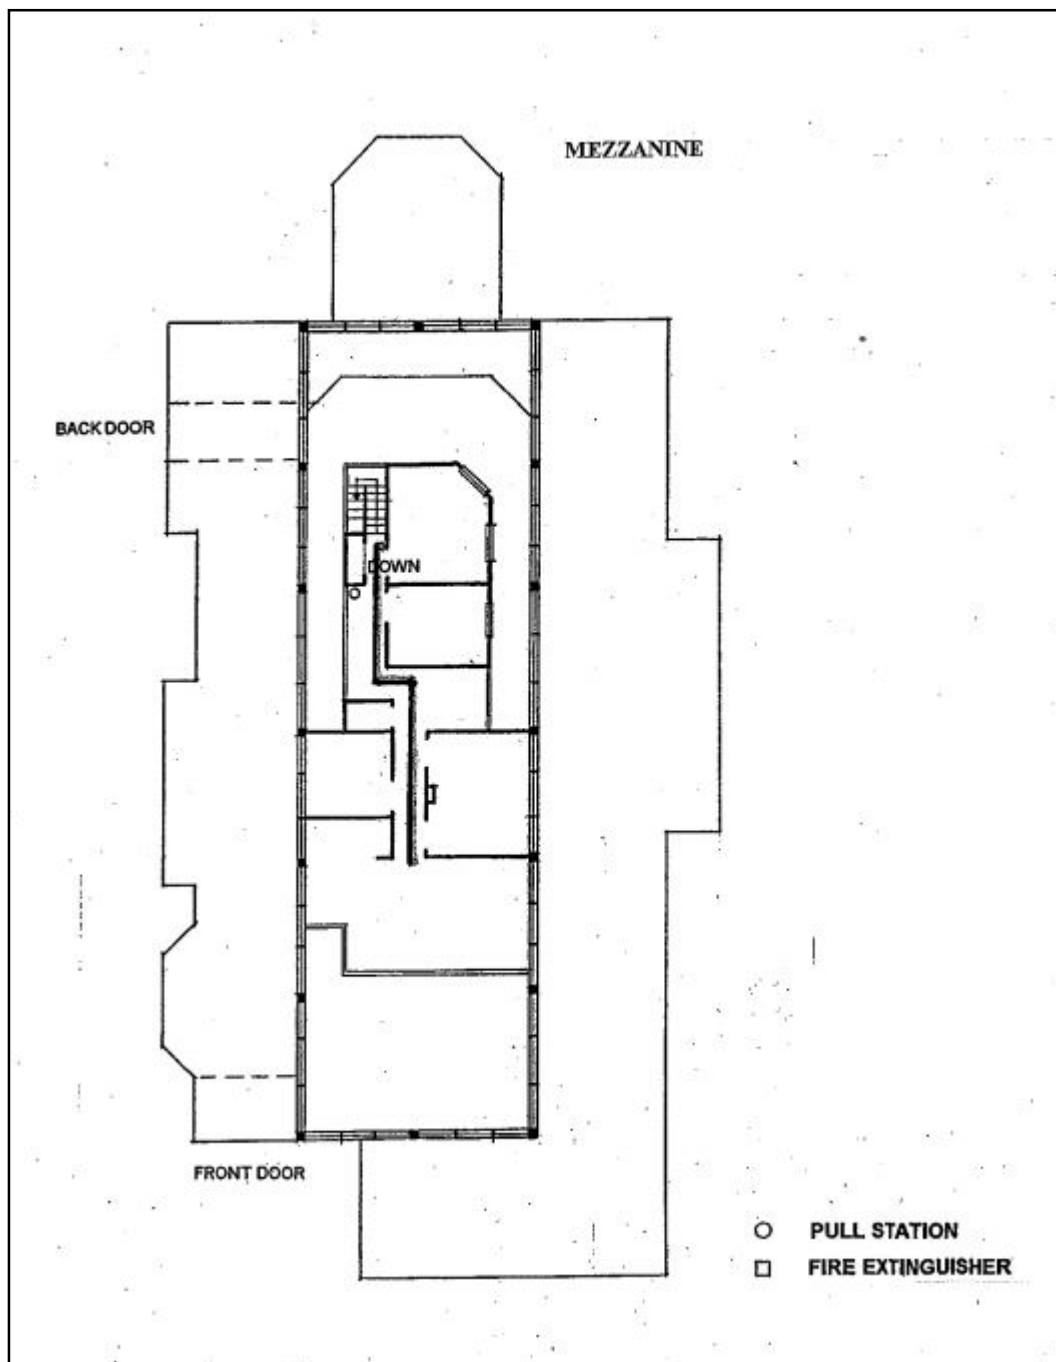 MEZZANINE
BACK DOOR
DOWN
FRONT DOOR
PULL STATION
FIRE EXTINGUISHER